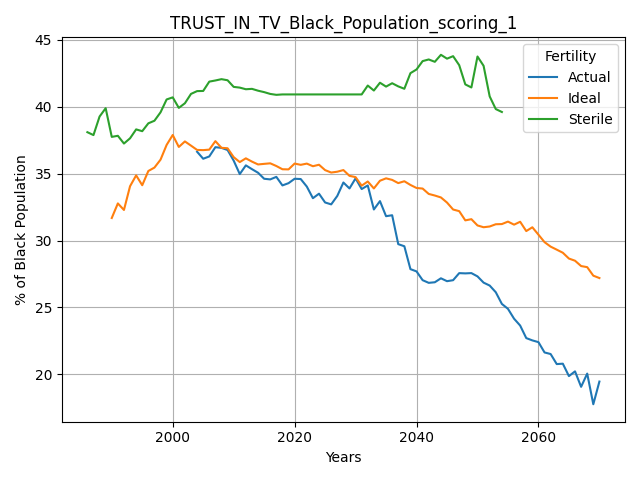 TRUST_IN_TV_Black_Population_scoring_1
Fertility
Actual
Ideal
Sterile
% of Black Population
45
40
35
30
25
20
2000
2020
2040
2060
Years